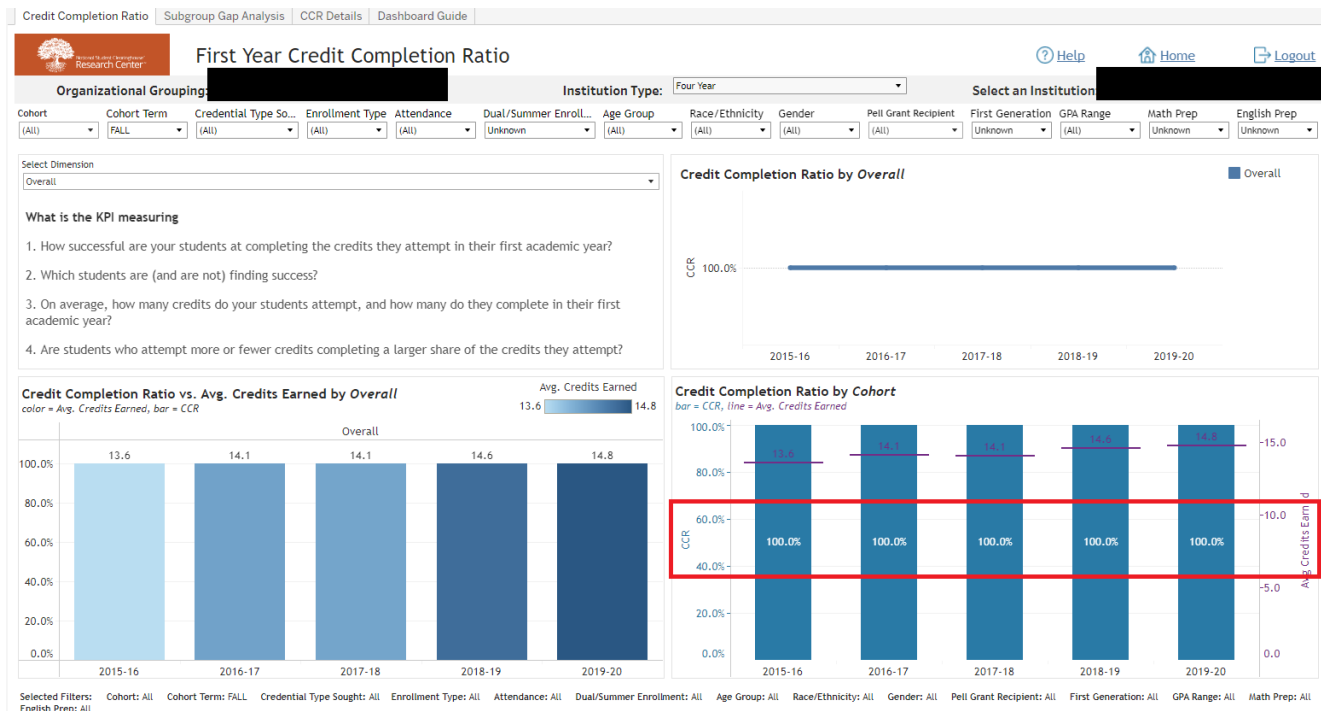 Credit Completion Ratio Subgroup Gap Analysis CCR Details Dashboard Guide
National Student Clearinghouse
Research Center
First Year Credit Completion Ratio
? Help Home Logout
Organizational Grouping: Institution Type: Four Year Select an Institution:
Cohort Cohort Term Credential Type So... Enrollment Type Attendance Dual/Summer Enroll... Age Group Race/Ethnicity Gender Pell Grant Recipient First Generation GPA Range Math Prep English Prep
(All) FALL (All) (All) (All) Unknown (All) (All) (All) (All) Unknown (All) Unknown Unknown
Select Dimension
Overall
What is the KPI measuring
1. How successful are your students at completing the credits they attempt in their first academic year?
2. Which students are (and are not) finding success?
3. On average, how many credits do your students attempt, and how many do they complete in their first
academic year?
4. Are students who attempt more or fewer credits completing a larger share of the credits they attempt?
Credit Completion Ratio by Overall
Overall
CCR
100.0%
2015-16 2016-17 2017-18 2018-19 2019-20
Credit Completion Ratio vs. Avg. Credits Earned by Overall
color = Avg. Credits Earned, bar = CCR
Avg. Credits Earned
13.6 14.8
Overall
13.6 14.1 14.1 14.6 14.8
100.0%
80.0%
60.0%
40.0%
20.0%
0.0%
2015-16 2016-17 2017-18 2018-19 2019-20
Credit Completion Ratio by Cohort
bar = CCR, line = Avg. Credits Earned
CCR
100.0%
80.0%
60.0%
40.0%
20.0%
0.0%
13.6 14.1 14.1 14.6 14.8
100.0% 100.0% 100.0% 100.0% 100.0%
15.0
10.0
5.0
0.0
Avg Credits Earned
2015-16 2016-17 2017-18 2018-19 2019-20
Selected Filters: Cohort: All Cohort Term: FALL Credential Type Sought: All Enrollment Type: All Attendance: All Dual/Summer Enrollment: All Age Group: All Race/Ethnicity: All Gender: All Pell Grant Recipient: All First Generation: All GPA Range: All Math Prep: All
English Prep: All